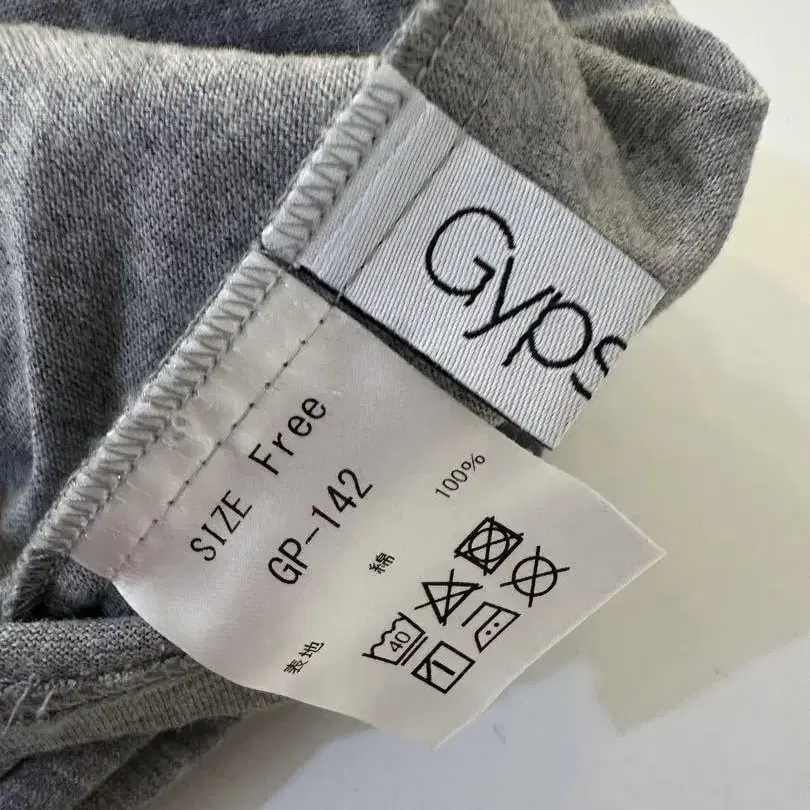 Gyps
SIZE Free
GP-142
表地 綿 100%
40